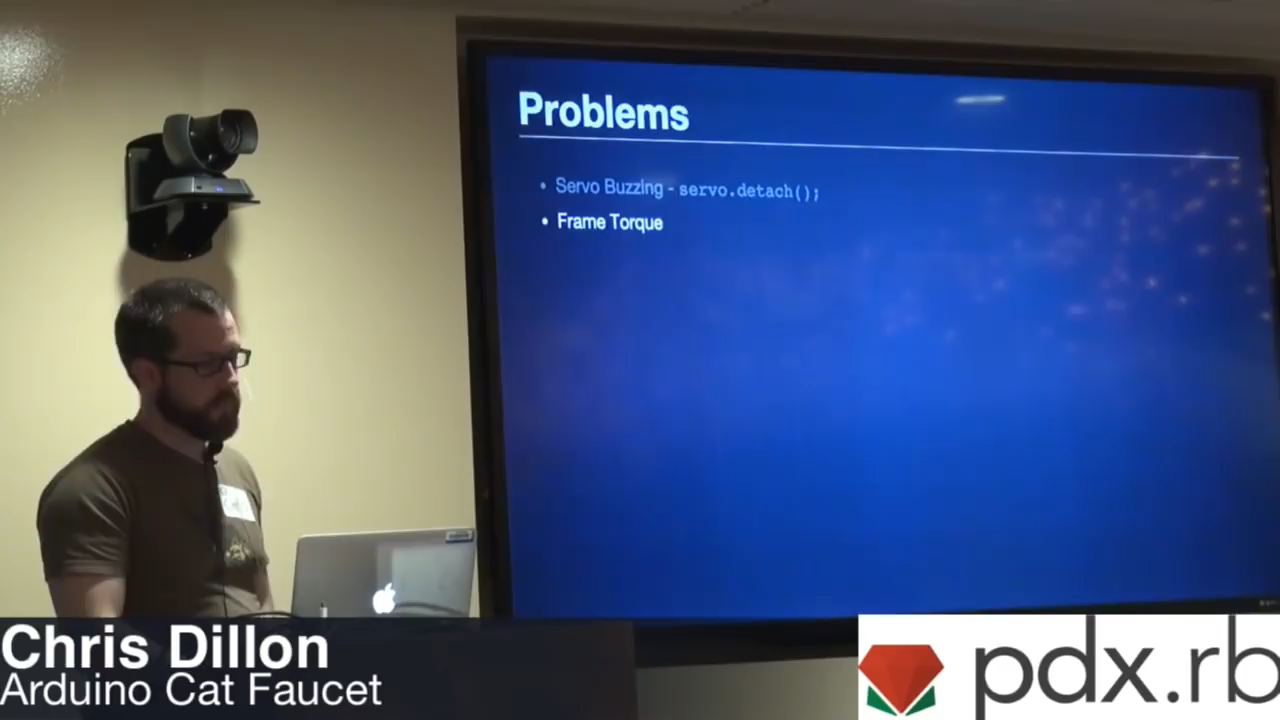 Problems
• Servo Buzzing - servo.detach();
• Frame Torque
Chris Dillon
Arduino Cat Faucet
pdx.rb